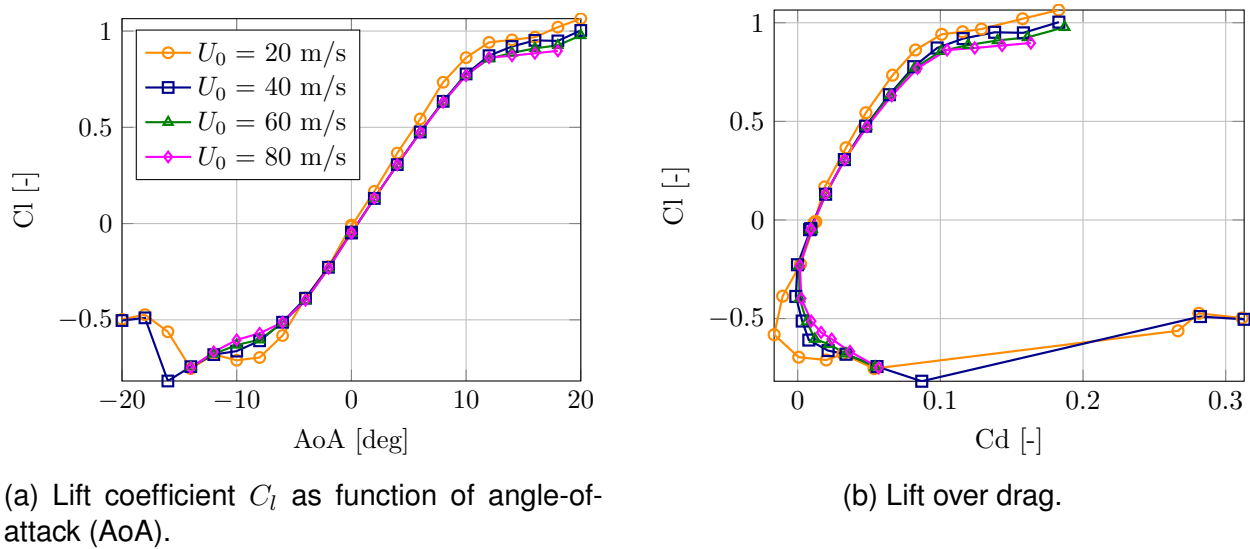 1
0.5
0
−0.5
Cl [-]
U0 = 20 m/s
U0 = 40 m/s
U0 = 60 m/s
U0 = 80 m/s
−20
−10
0
10
20
AoA [deg]
1
0.5
0
−0.5
Cl [-]
0
0.1
0.2
0.3
Cd [-]
(a) Lift coefficient Cl as function of angle-of-
attack (AoA).
(b) Lift over drag.